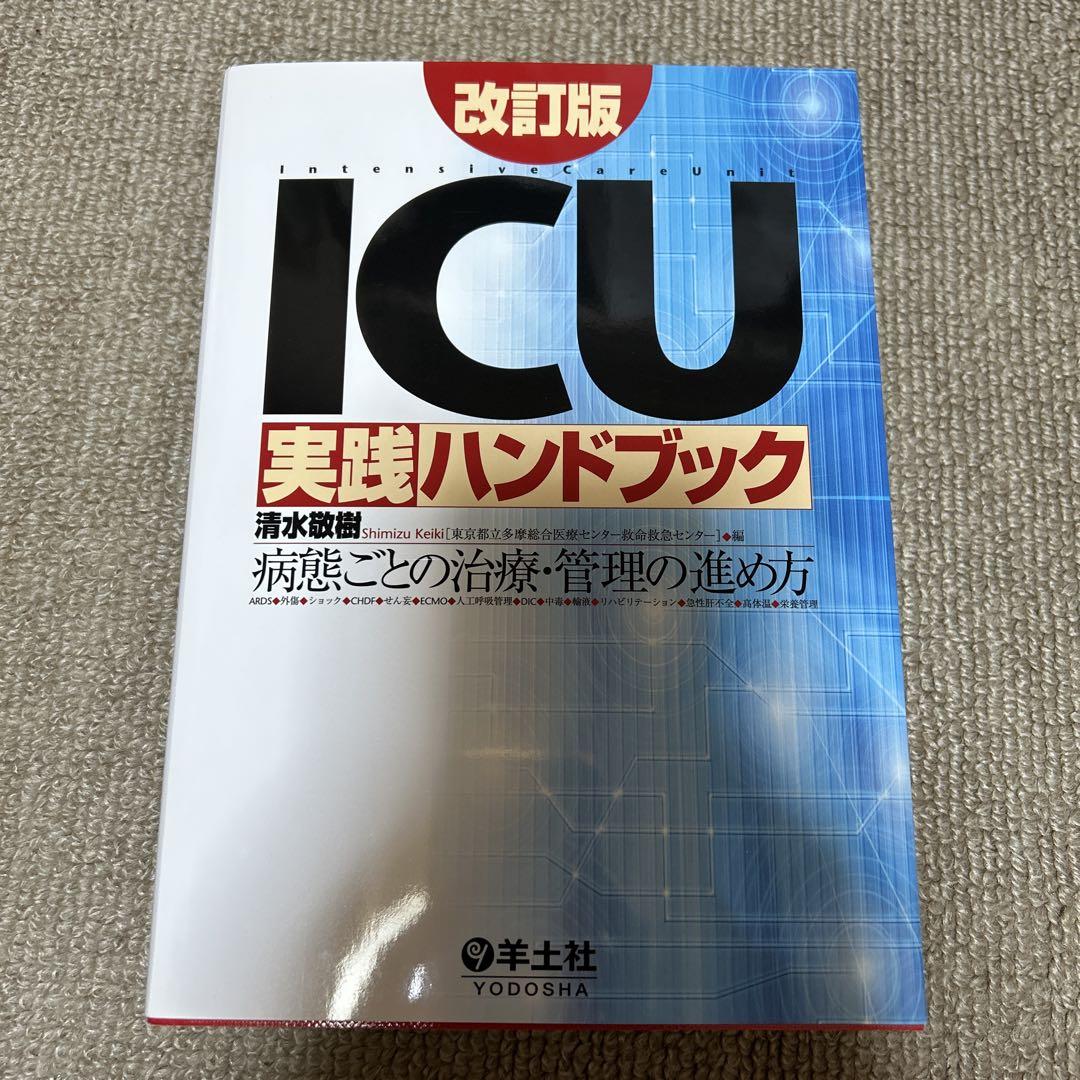 改訂版
Intensive Care Unit
ICU
実践ハンドブック
清水敬樹 Shimizu Keiki[東京都立多摩総合医療センター救命救急センター]◆編
病態ごとの治療・管理の進め方
ARDS◆外傷◆ショック◆CHDF◆せん妄◆ECMO◆人工呼吸管理◆DIC◆中毒◆輸液◆リハビリテーション◆急性肝不全◆高体温◆栄養管理
羊土社
YODOSHA